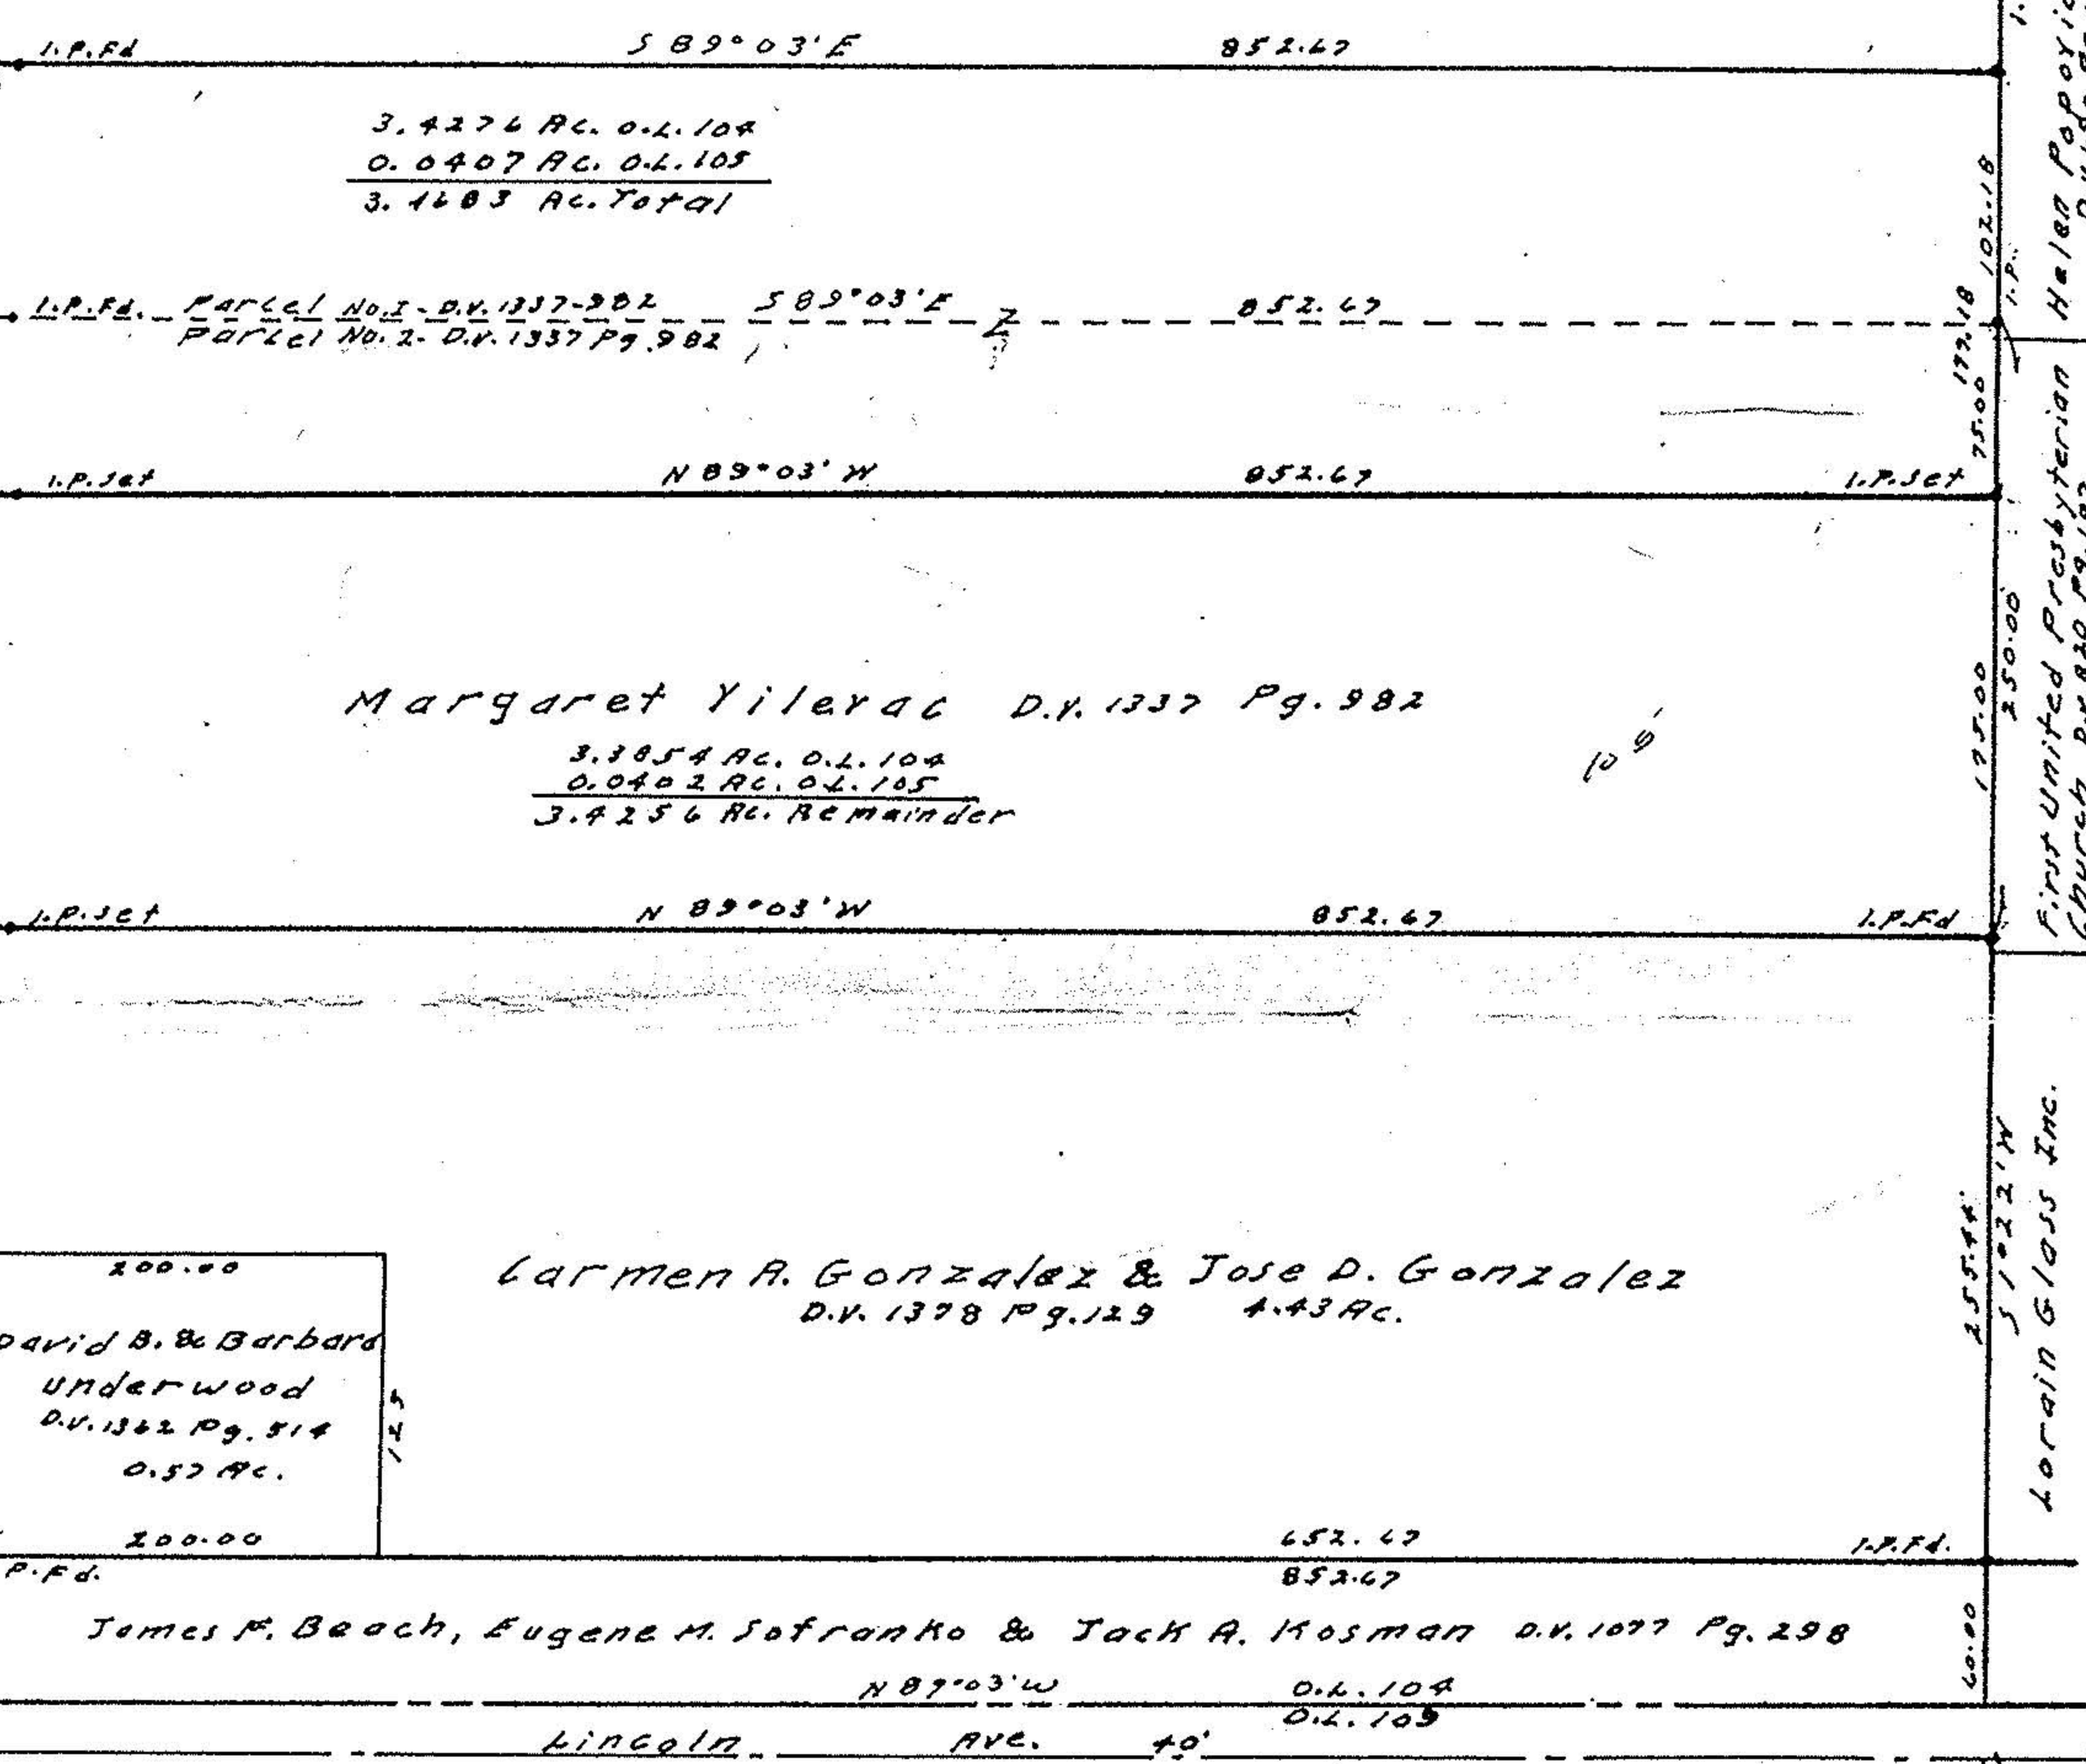 I.P.Fd S 89° 03' E 852.67
3.4276 Ac. O.L. 104
0.0407 Ac. O.L. 105
3.4683 Ac. Total
I.P.Fd. Parcel No. I - D.V. 1337-982 S 89° 03' E 852.67
Parcel No. 2 - D.V. 1337 Pg. 982
I.P. Set N 89° 03' W 852.67 I.P. Set
Margaret Yilevac D.V. 1337 Pg. 982
3.3854 Ac. O.L. 104
0.0402 Ac. O.L. 105
3.4256 Ac. Remainder
I.P. Set N 89° 03' W 852.67 I.P.Fd
200.00
David B. & Barbara
Underwood
D.V. 1362 Pg. 514
0.57 Ac.
200.00
125
Carmen A. Gonzalez & Jose D. Gonzalez
D.V. 1378 Pg. 129 4.43 Ac.
652.67 I.P.Fd.
P.Fd. 852.67
James F. Beach, Eugene M. Sofranko & Jack A. Kosman D.V. 1077 Pg. 298
N 89° 03' W O.L. 104
O.L. 105
Lincoln Ave. 40'
102.18
177.18
75.00
175.00
250.00
255.44
S 1° 22' W
60.00
I.P.
Helen
First United Presbyterian
Church D.V. 820 Pg.
Lorain Glass Inc.